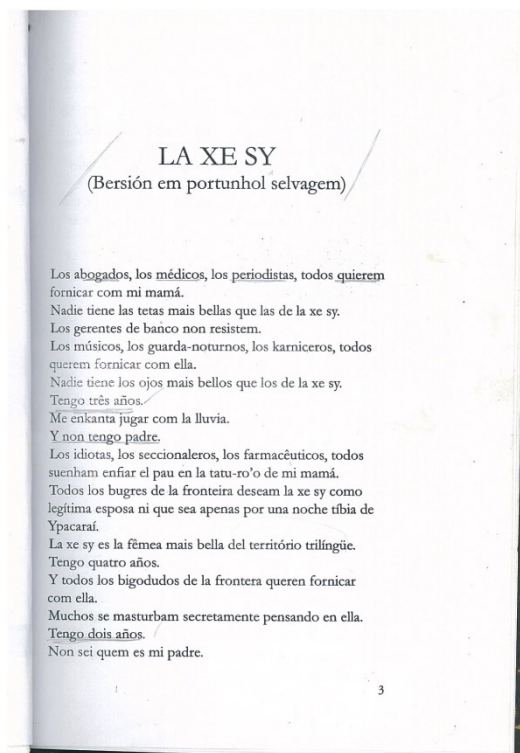 LA XE SY
(Bersión em portunhol selvagem)
Los abogados, los médicos, los periodistas, todos quierem
fornicar com mi mamá.
Nadie tiene las tetas mais bellas que las de la xe sy.
Los gerentes de banco non resistem.
Los músicos, los guarda-noturnos, los karniceros, todos
querem fornicar com ella.
Nadie tiene los ojos mais bellos que los de la xe sy.
Tengo três años.
Me enkanta jugar com la lluvia.
Y non tengo padre.
Los idiotas, los seccionaleros, los farmacêuticos, todos
suenham enfiar el pau en la tatu-ro'o de mi mamá.
Todos los bugres de la fronteira deseam la xe sy como
legítima esposa ni que sea apenas por una noche tíbia de
Ypacaraí.
La xe sy es la fêmea mais bella del território trilíngüe.
Tengo quatro años.
Y todos los bigodudos de la frontera queren fornicar
com ella.
Muchos se masturbam secretamente pensando en ella.
Tengo dois años.
Non sei quem es mi padre.
3